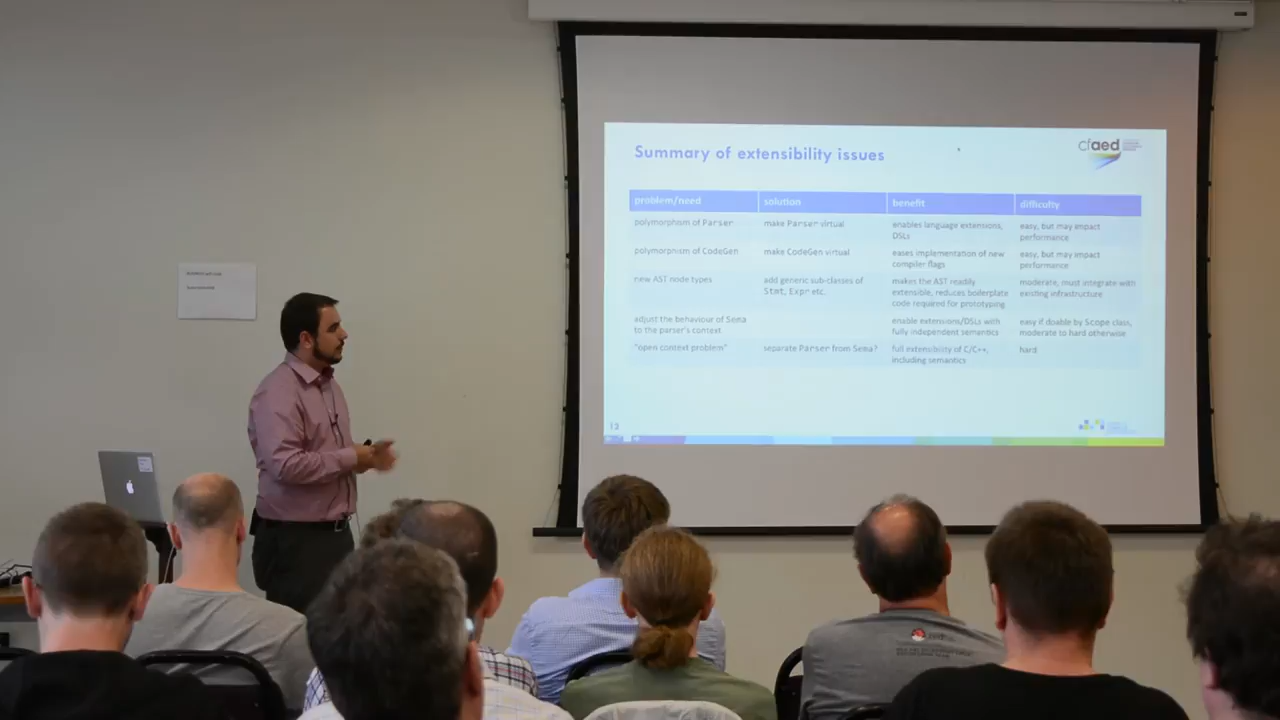 Summary of extensibility issues
cfaed
problem/need
solution
benefit
difficulty
polymorphism of Parser
make Parser virtual
enables language extensions,
DSLs
easy, but may impact
performance
polymorphism of CodeGen
make CodeGen virtual
eases implementation of new
compiler flags
easy, but may impact
performance
new AST node types
add generic sub-classes of
Stmt, Expr etc.
makes the AST readily
extensible, reduces boilerplate
code required for prototyping
moderate, must integrate with
existing infrastructure
adjust the behaviour of Sema
to the parser's context
enable extensions/DSLs with
fully independent semantics
easy if doable by Scope class,
moderate to hard otherwise
"open context problem"
separate Parser from Sema?
full extensibility of C/C++,
including semantics
hard
13